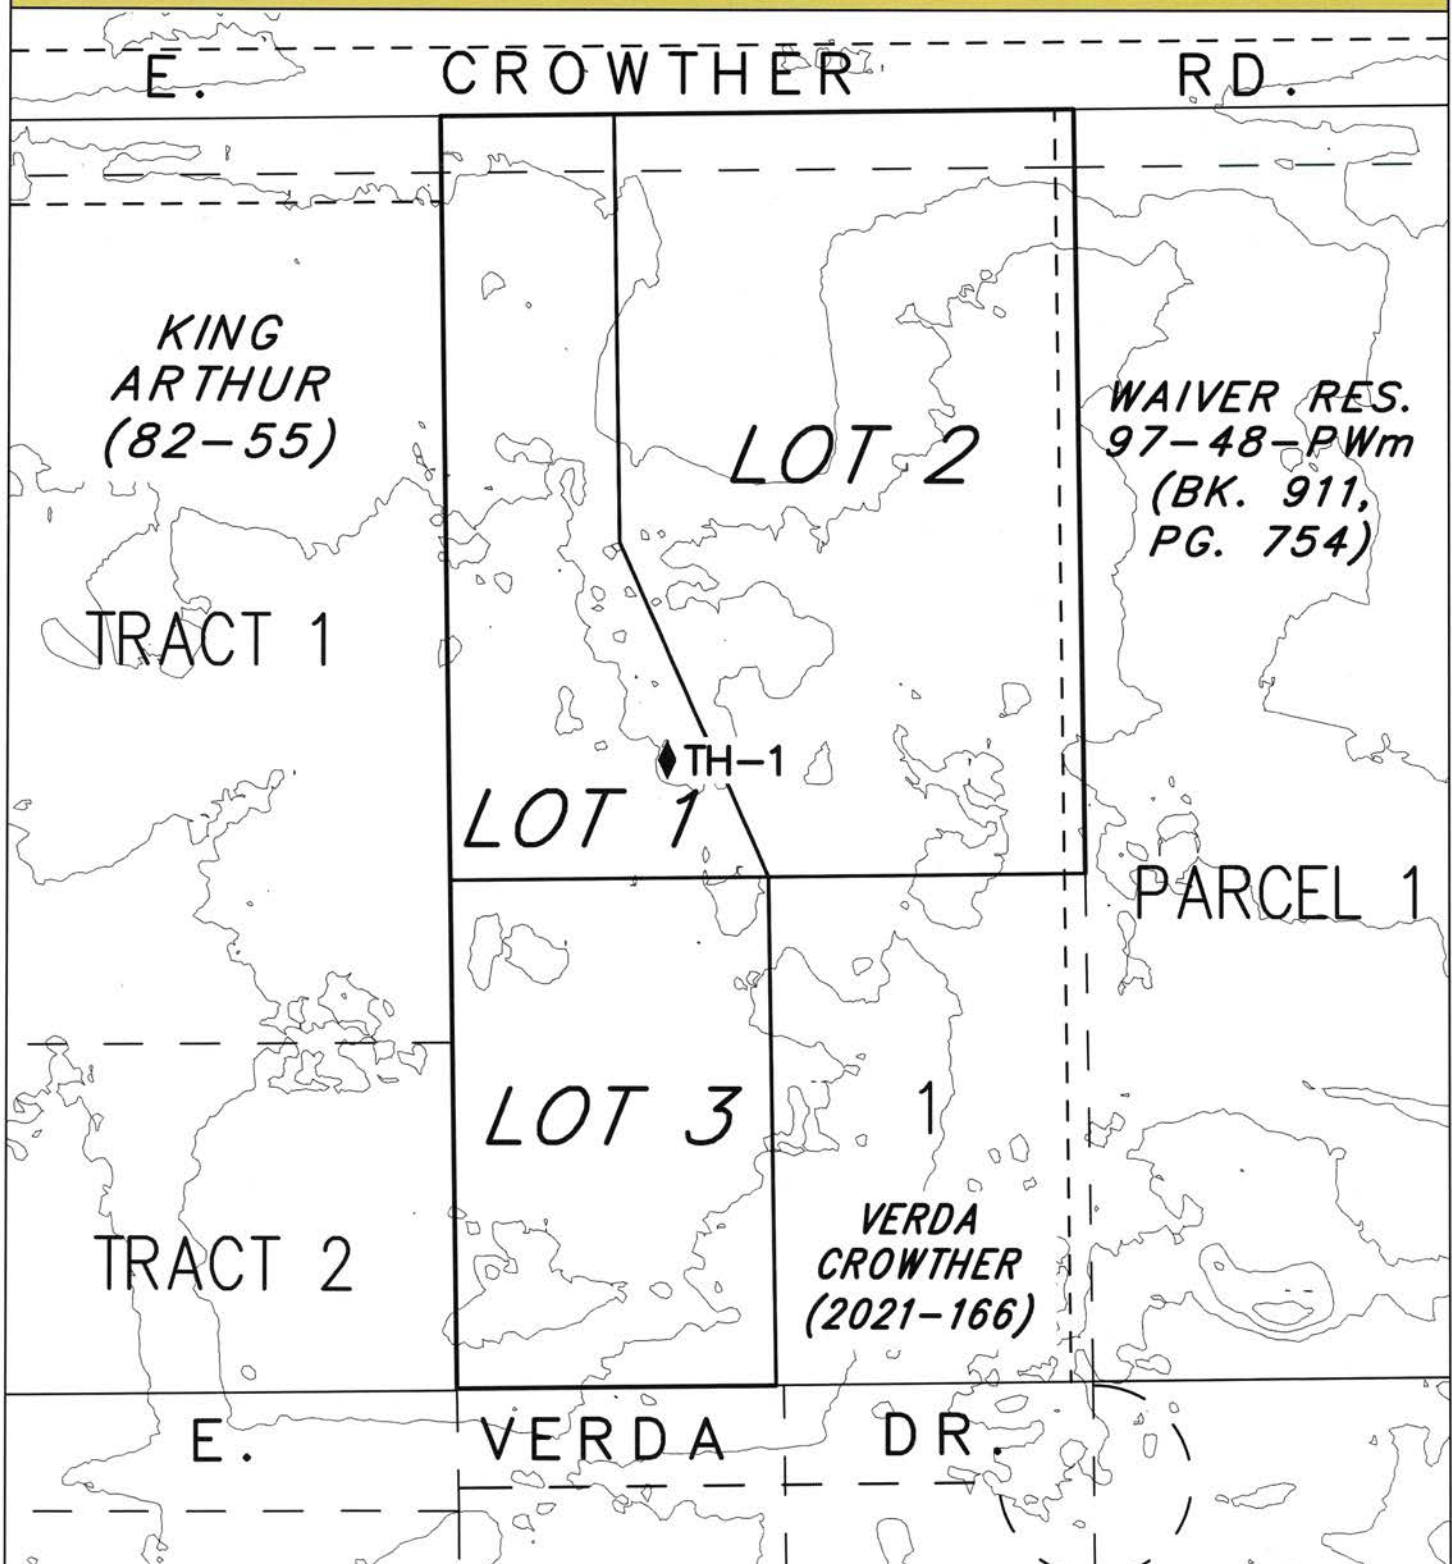 E. CROWTHER RD.
KING
ARTHUR
(82-55)
LOT 2
WAIVER RES.
97-48-PWm
(BK. 911,
PG. 754)
TRACT 1
TH-1
LOT 1
PARCEL 1
LOT 3
1
VERDA
CROWTHER
(2021-166)
TRACT 2
E. VERDA DR.